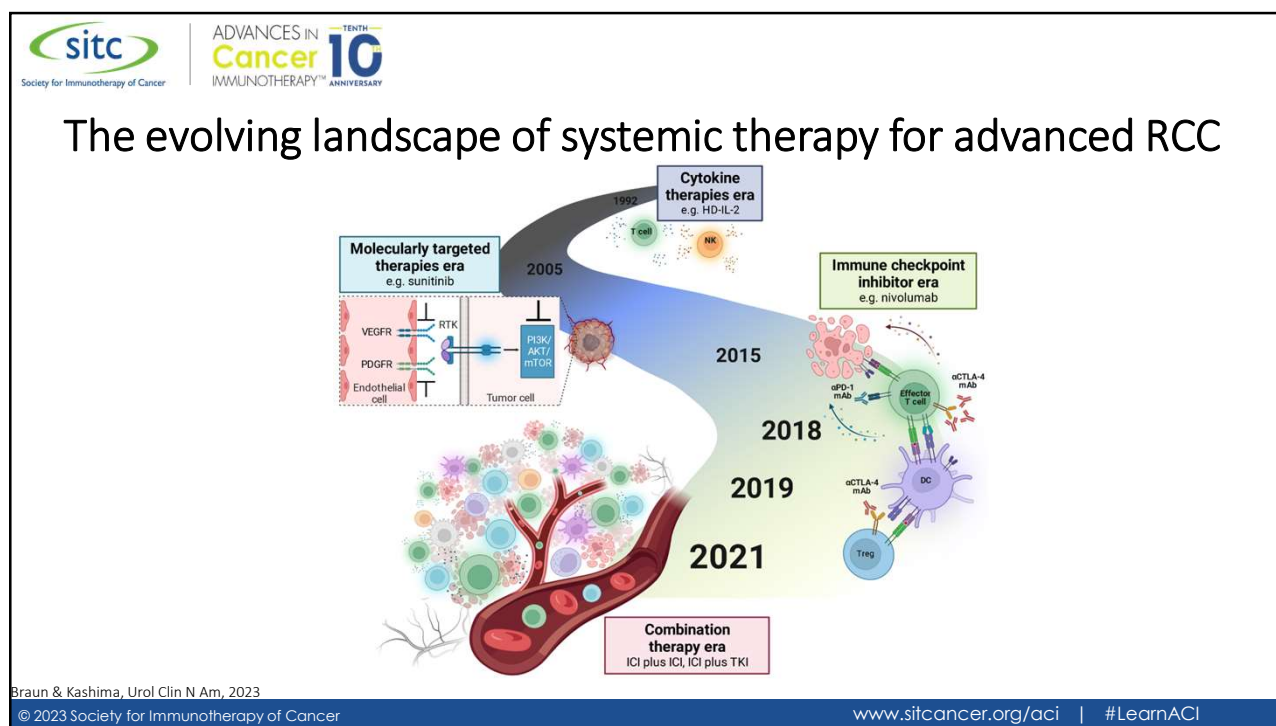 sitc
Society for Immunotherapy of Cancer
ADVANCES IN
Cancer
IMMUNOTHERAPY™
TENTH
10TH
ANNIVERSARY
The evolving landscape of systemic therapy for advanced RCC
Cytokine
therapies era
e.g. HD-IL-2
1992
T cell
NK
Molecularly targeted
therapies era
e.g. sunitinib
2005
Immune checkpoint
inhibitor era
e.g. nivolumab
VEGFR
RTK
PI3K/
AKT/
mTOR
PDGFR
Endothelial
cell
Tumor cell
2015
αPD-1
mAb
Effector
T cell
αCTLA-4
mAb
2018
2019
αCTLA-4
mAb
DC
2021
Treg
Combination
therapy era
ICI plus ICI, ICI plus TKI
Braun & Kashima, Urol Clin N Am, 2023
© 2023 Society for Immunotherapy of Cancer
www.sitcancer.org/aci | #LearnACI